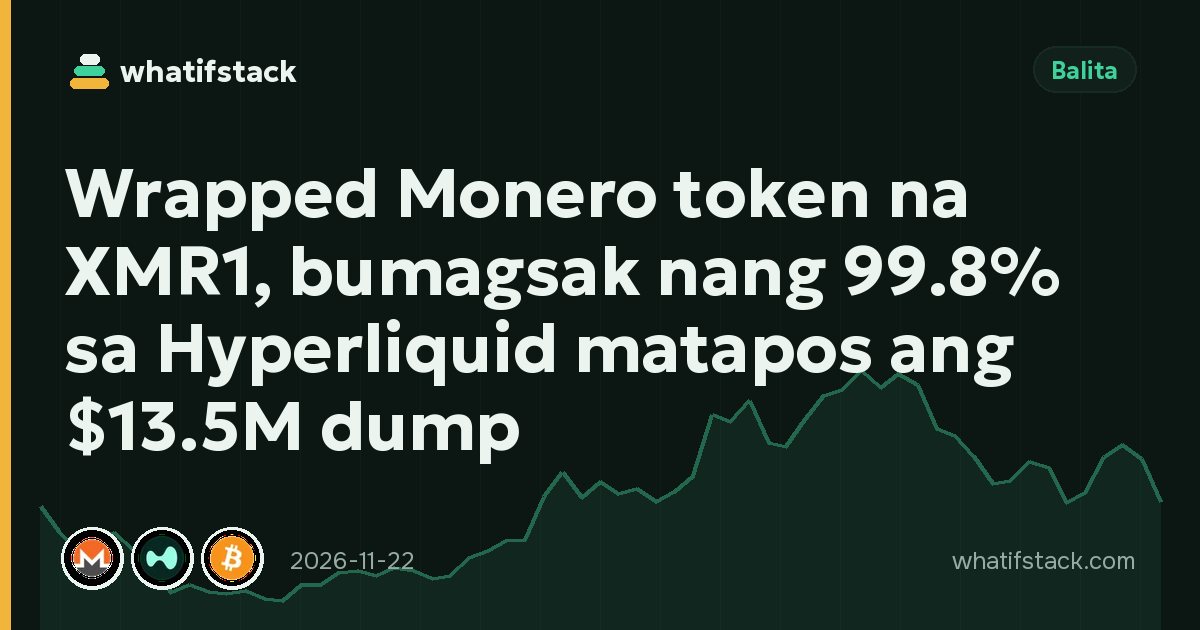 whatifstack
Balita
Wrapped Monero token na
XMR1, bumagsak nang 99.8%
sa Hyperliquid matapos ang
$13.5M dump
2026-11-22
whatifstack.com